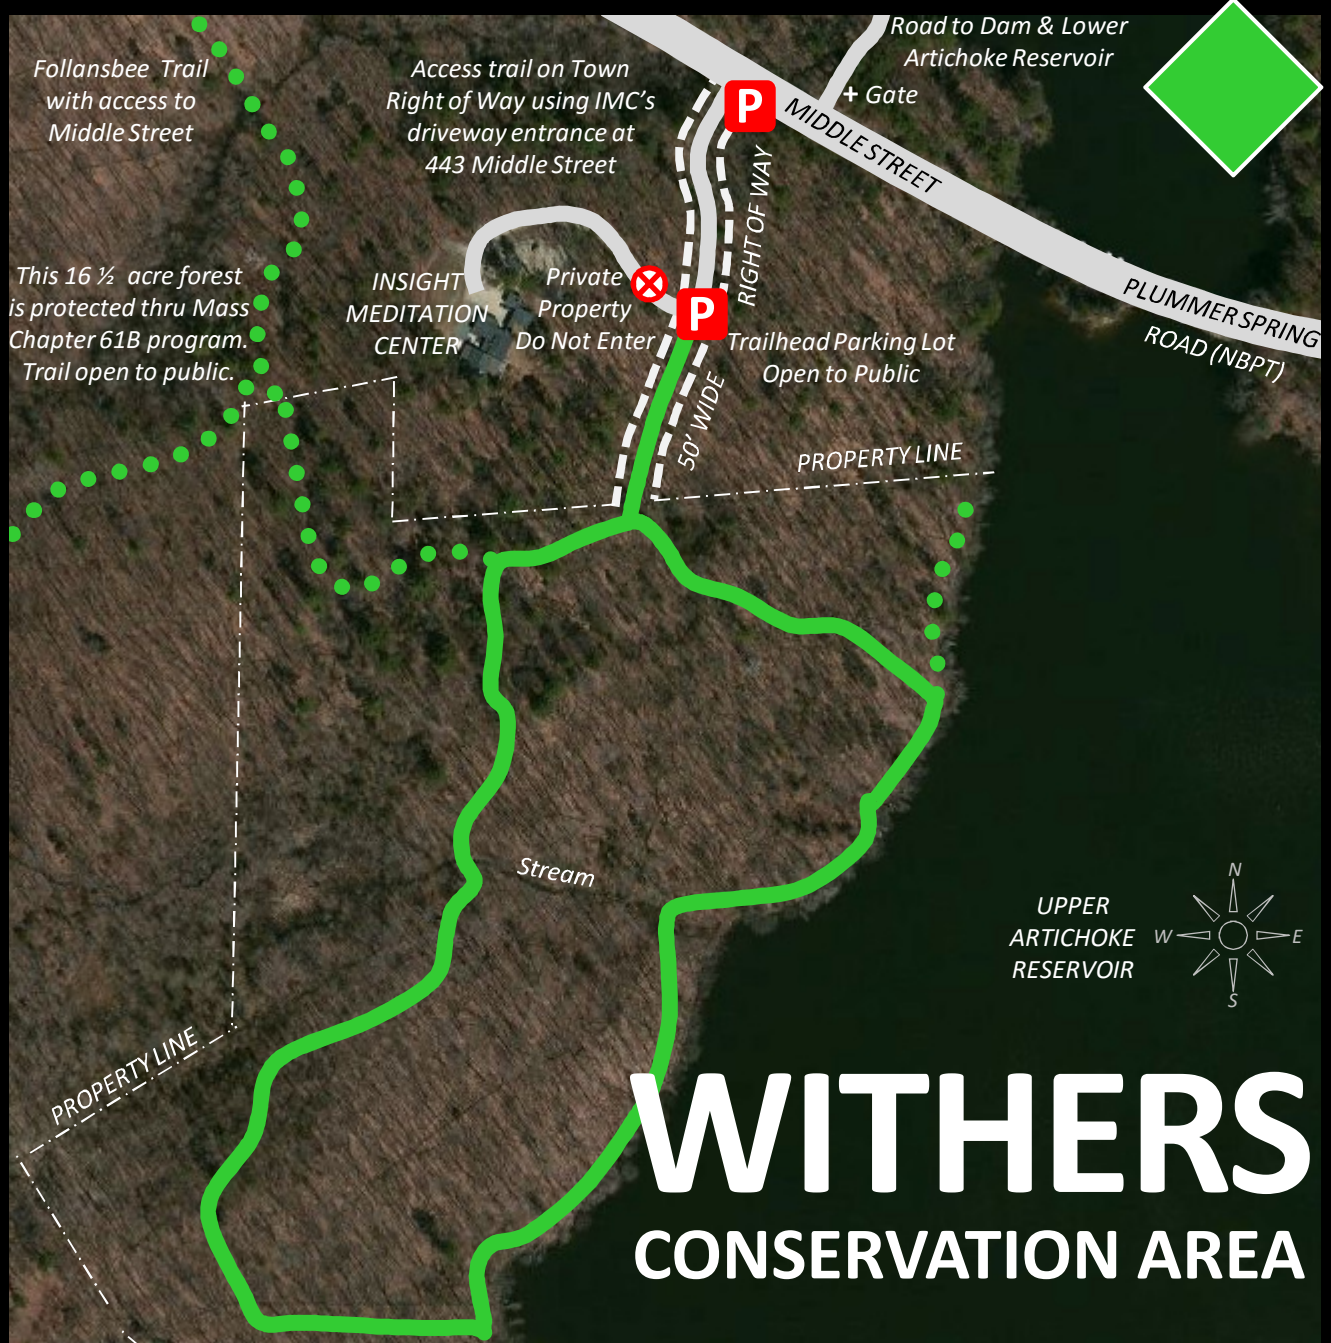 Road to Dam & Lower
Artichoke Reservoir
+ Gate
Follansbee Trail
with access to
Middle Street
Access trail on Town
Right of Way using IMC's
driveway entrance at
443 Middle Street
P
MIDDLE STREET
RIGHT OF WAY
This 16 ½ acre forest
is protected thru Mass
Chapter 61B program.
Trail open to public.
INSIGHT
MEDITATION
CENTER
Private
Property
Do Not Enter
P
PLUMMER SPRING
ROAD (NBPT)
Trailhead Parking Lot
Open to Public
50' WIDE
PROPERTY LINE
Stream
UPPER
ARTICHOKE
RESERVOIR
N
W
E
S
PROPERTY LINE
WITHERS
CONSERVATION AREA